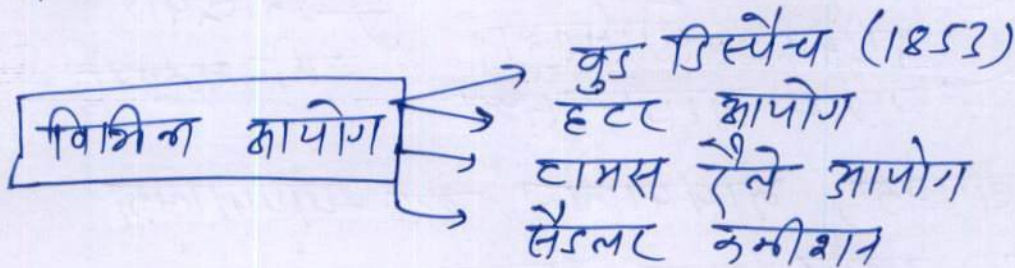 वुड डिस्पैच (1853)
विभिन्न आयोग
हंटर आयोग
टामस रैले आयोग
सैडलर कमीशन